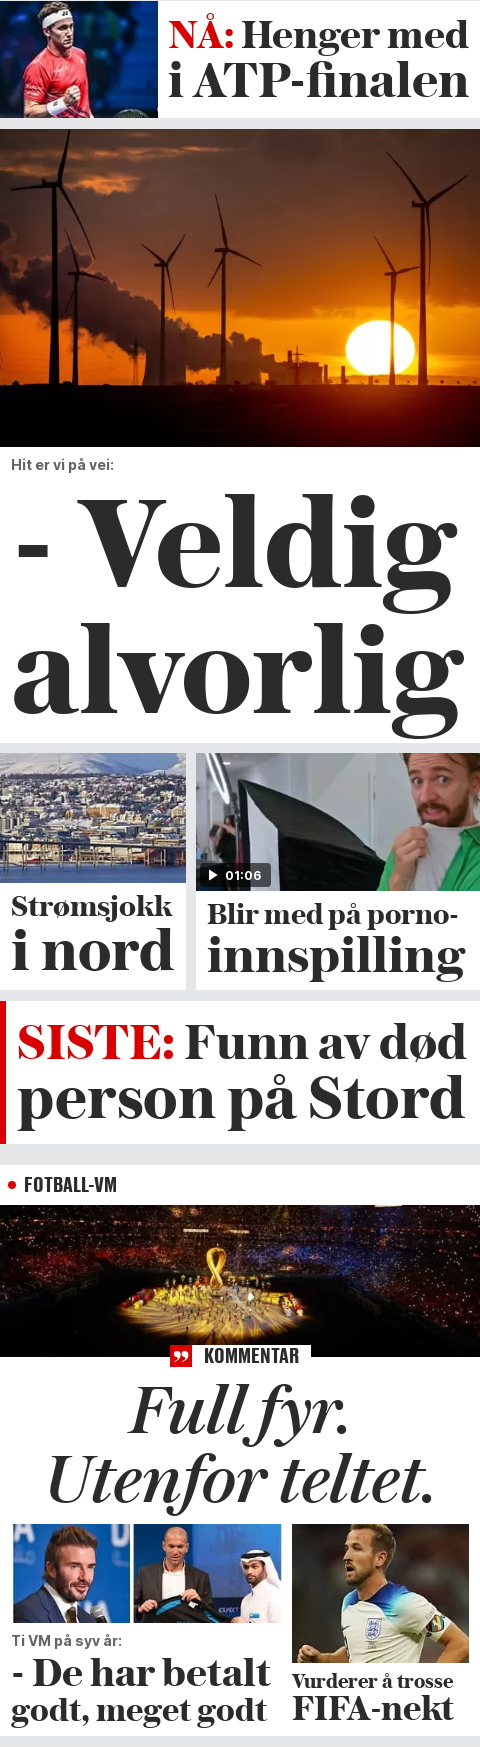 NÅ: Henger med
i ATP-finalen
Hit er vi på vei:
- Veldig
alvorlig
01:06
Strømsjokk
i nord
Blir med på porno-
innspilling
SISTE: Funn av død
person på Stord
FOTBALL-VM
KOMMENTAR
Full fyr.
Utenfor teltet.
Ti VM på syv år:
- De har betalt
godt, meget godt
Vurderer å trosse
FIFA-nekt